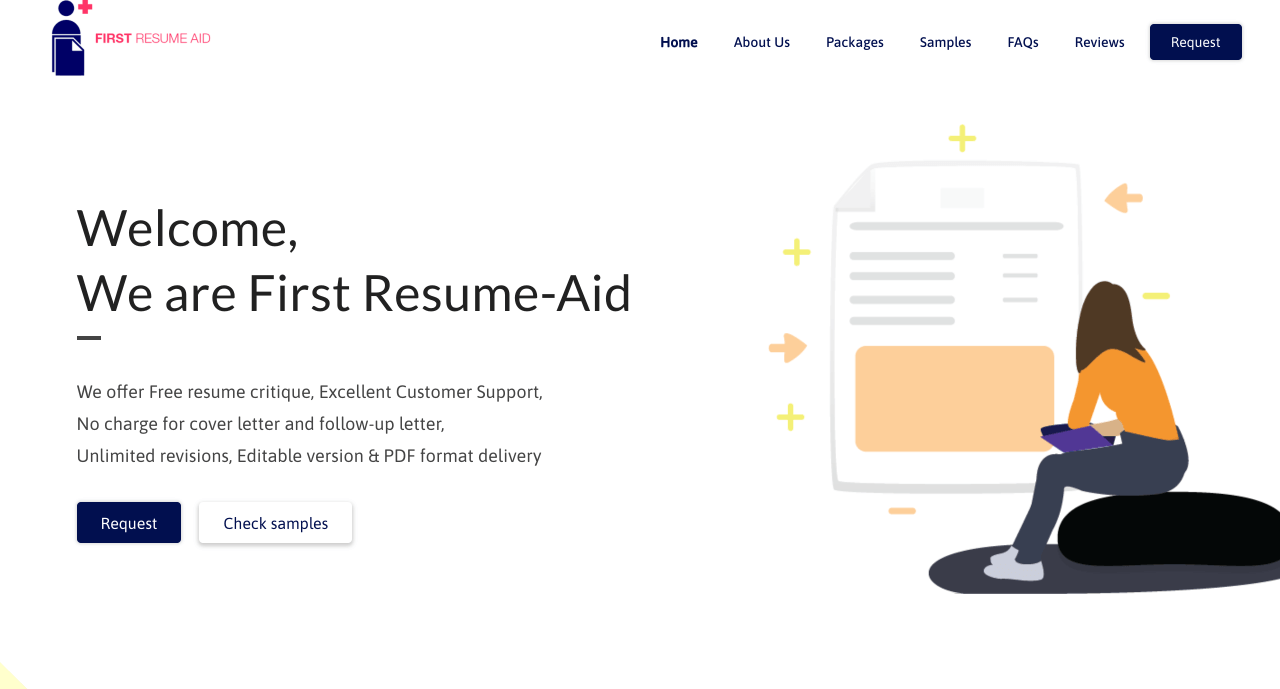 FIRST RESUME AID
Home
About Us
Packages
Samples
FAQs
Reviews
Request
Welcome,
We are First Resume-Aid
We offer Free resume critique, Excellent Customer Support,
No charge for cover letter and follow-up letter,
Unlimited revisions, Editable version & PDF format delivery
Request
Check samples